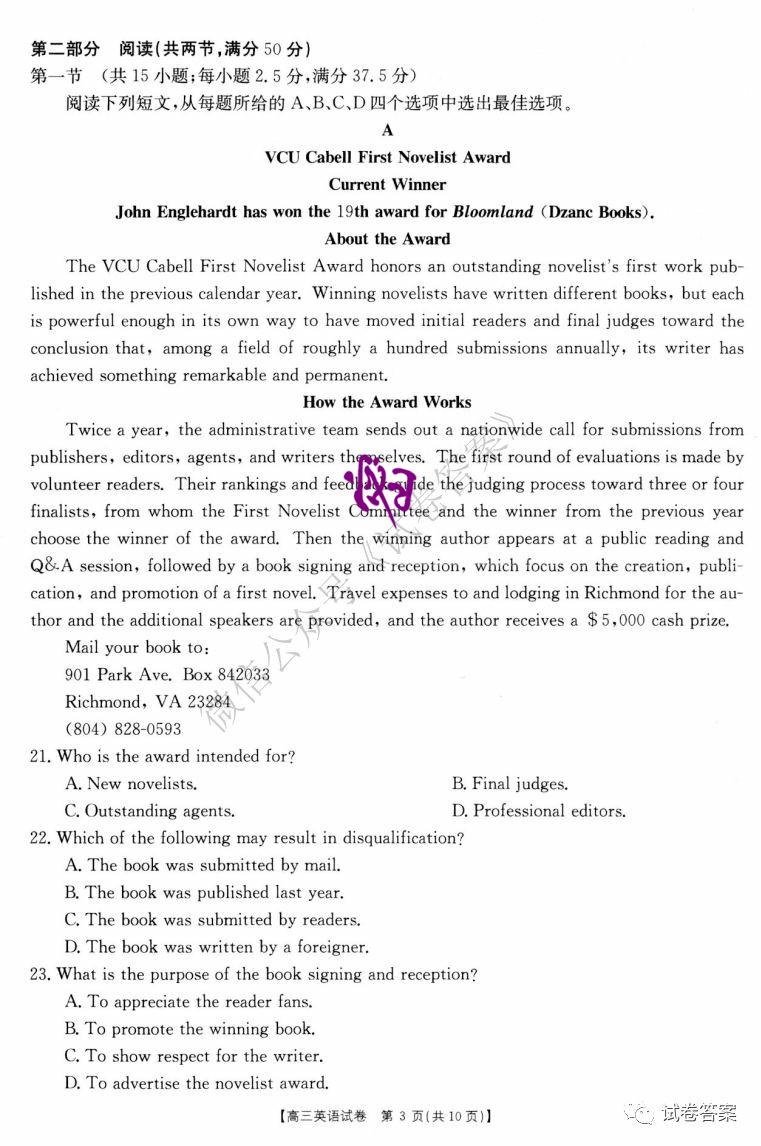 第二部分 阅读(共两节,满分 50 分)
第一节 (共 15 小题;每小题 2.5 分,满分 37.5 分)
阅读下列短文,从每题所给的 A、B、C、D 四个选项中选出最佳选项。
A
VCU Cabell First Novelist Award
Current Winner
John Englehardt has won the 19th award for Bloomland (Dzanc Books).
About the Award
The VCU Cabell First Novelist Award honors an outstanding novelist's first work pub-
lished in the previous calendar year. Winning novelists have written different books, but each
is powerful enough in its own way to have moved initial readers and final judges toward the
conclusion that, among a field of roughly a hundred submissions annually, its writer has
achieved something remarkable and permanent.
How the Award Works
Twice a year, the administrative team sends out a nationwide call for submissions from
publishers, editors, agents, and writers themselves. The first round of evaluations is made by
volunteer readers. Their rankings and feedback guide the judging process toward three or four
finalists, from whom the First Novelist Committee and the winner from the previous year
choose the winner of the award. Then the winning author appears at a public reading and
Q&A session, followed by a book signing and reception, which focus on the creation, publi-
cation, and promotion of a first novel. Travel expenses to and lodging in Richmond for the au-
thor and the additional speakers are provided, and the author receives a $5,000 cash prize.
Mail your book to:
901 Park Ave. Box 842033
Richmond, VA 23284
(804) 828-0593
21. Who is the award intended for?
A. New novelists. B. Final judges.
C. Outstanding agents. D. Professional editors.
22. Which of the following may result in disqualification?
A. The book was submitted by mail.
B. The book was published last year.
C. The book was submitted by readers.
D. The book was written by a foreigner.
23. What is the purpose of the book signing and reception?
A. To appreciate the reader fans.
B. To promote the winning book.
C. To show respect for the writer.
D. To advertise the novelist award.
【高三英语试卷 第 3 页(共 10 页)】
微信公众号《试卷答案》
试卷答案